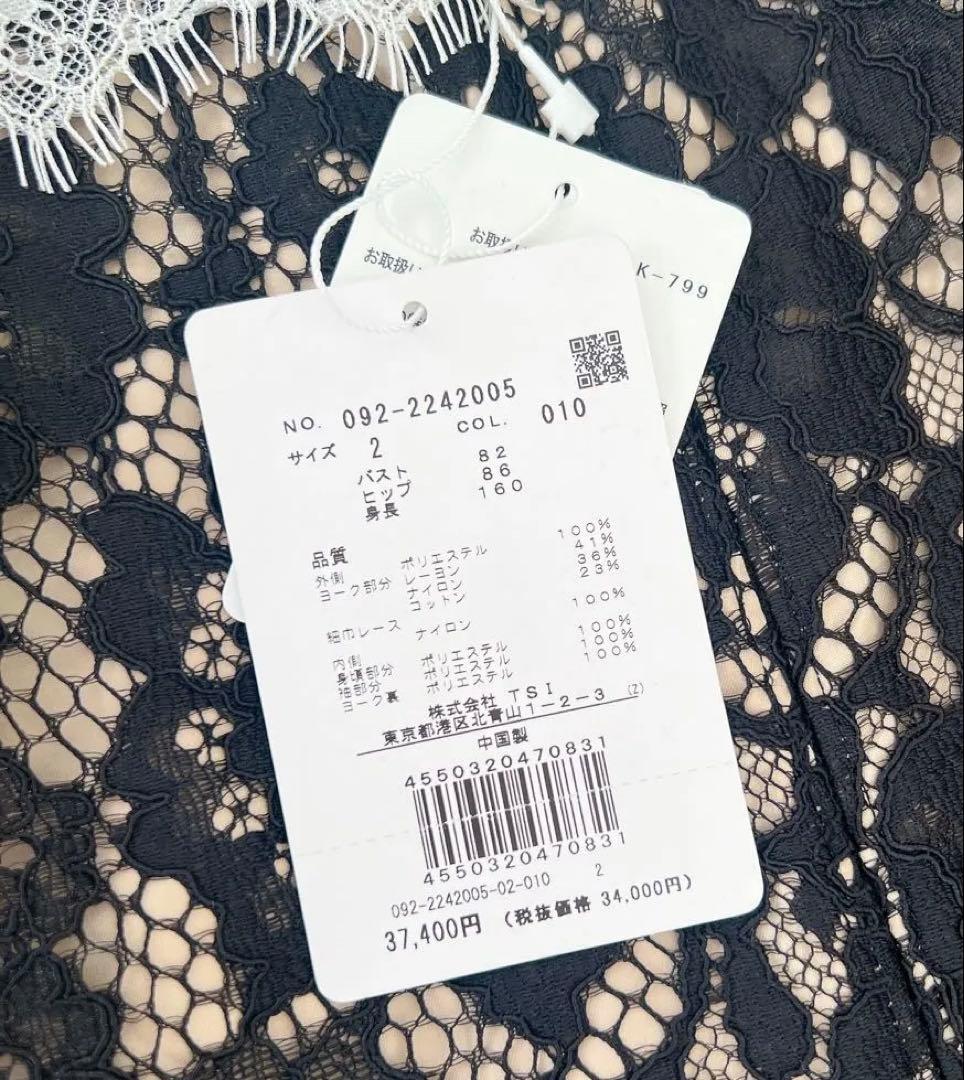 お取扱い
お取扱
K-799
NO. 092-2242005
COL. 010
サイズ 2
バスト 82
ヒップ 86
身長 160
品質
外側 ポリエステル 100%
ヨーク部分 レーヨン 41%
ナイロン 36%
コットン 23%
細巾レース ナイロン 100%
内側
身頃部分 ポリエステル 100%
袖部分 ポリエステル 100%
ヨーク裏 ポリエステル 100%
株式会社 TSI
東京都港区北青山1-2-3 (2)
中国製
4550320470831
4550320470831
092-2242005-02-010 2
37,400円 (税抜価格 34,000円)